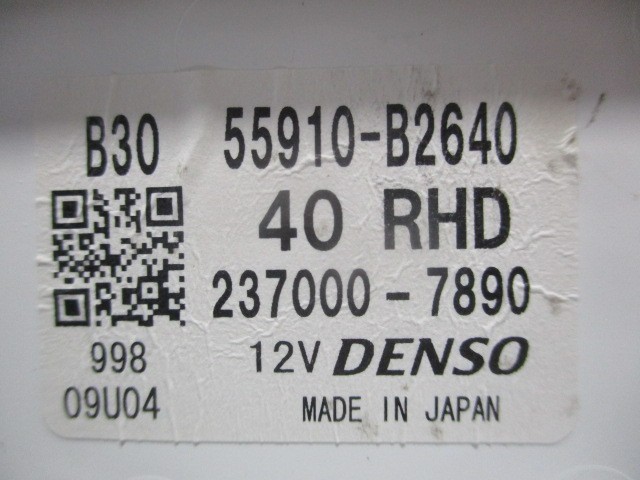 B30 55910-B2640
40 RHD
237000-7890
998 12V DENSO
09U04 MADE IN JAPAN